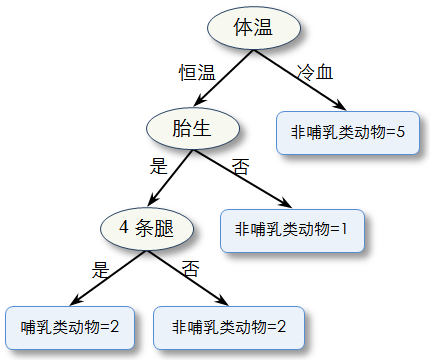 体温
恒温
冷血
胎生
非哺乳类动物=5
是
否
4 条腿
非哺乳类动物=1
是
否
哺乳类动物=2
非哺乳类动物=2